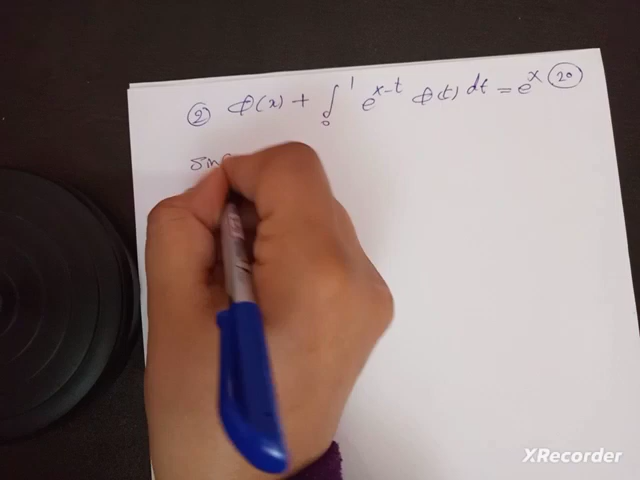 ② Φ(x) + ∫₀¹ e^(x-t) Φ(t) dt = e^x ⑳
XRecorder